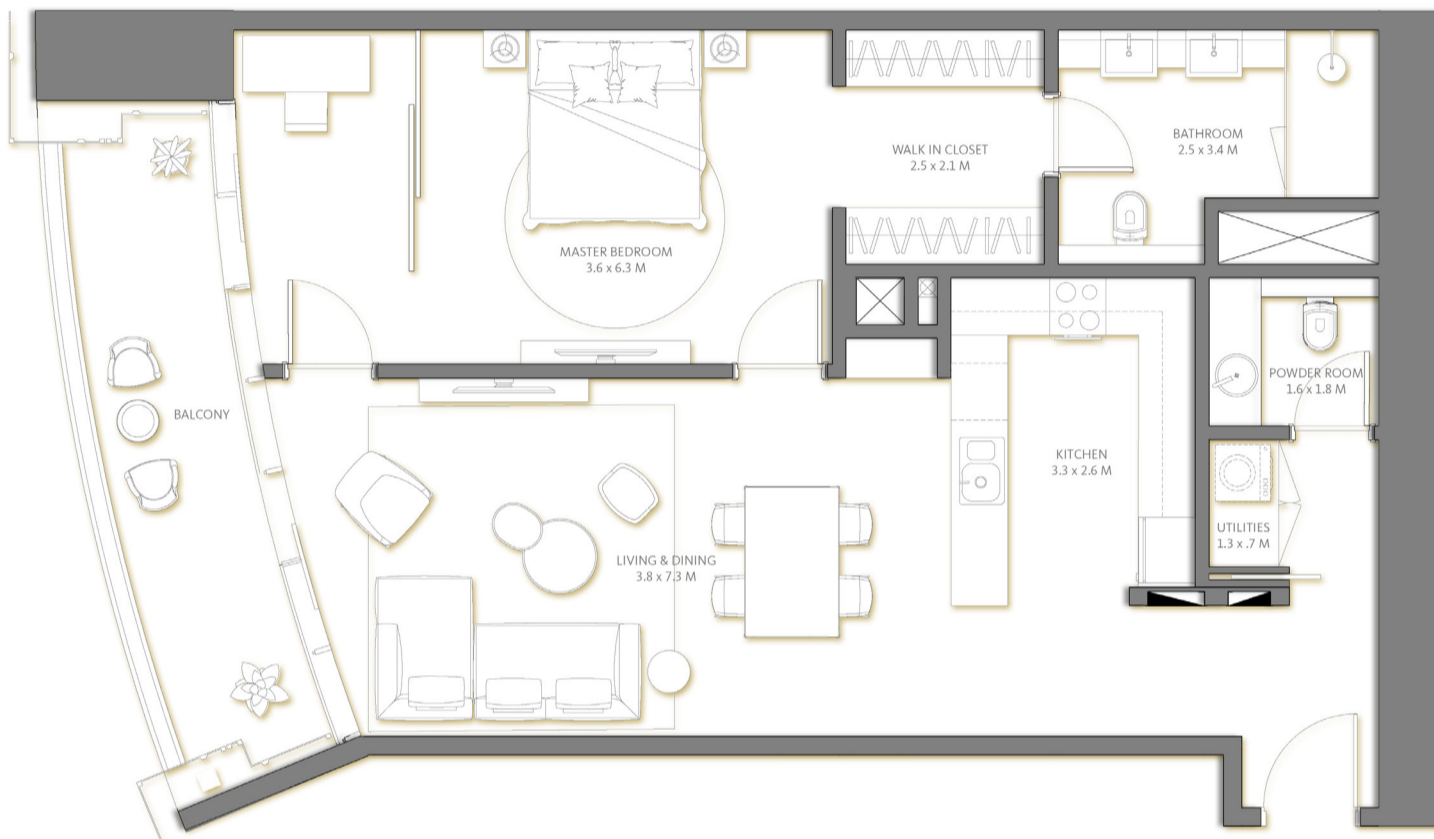 BATHROOM
2.5 x 3.4 M
WALK IN CLOSET
2.5 x 2.1 M
MASTER BEDROOM
3.6 x 6.3 M
POWDER ROOM
1.6 x 1.8 M
BALCONY
KITCHEN
3.3 x 2.6 M
UTILITIES
1.3 x .7 M
LIVING & DINING
3.8 x 7.3 M